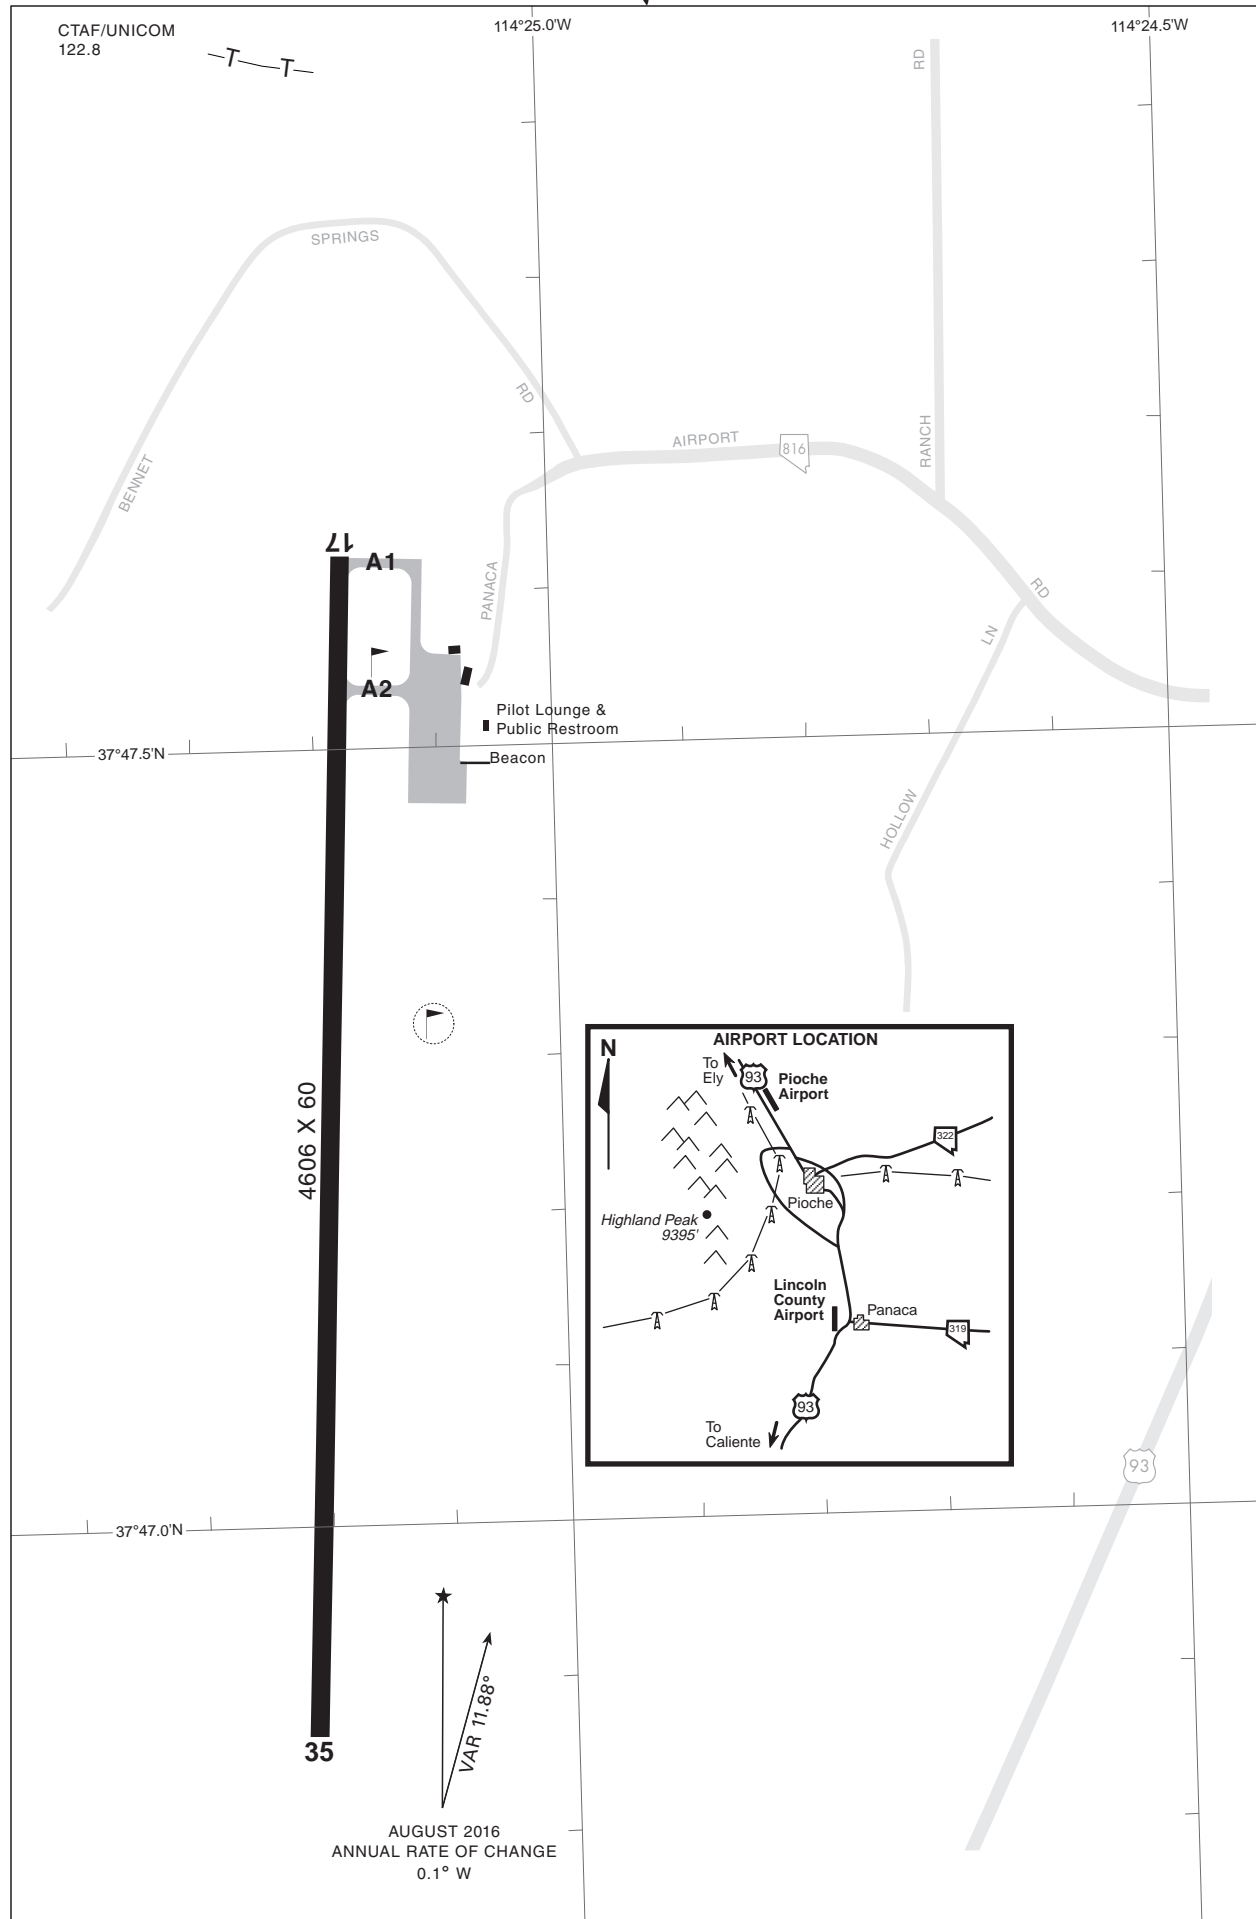 CTAF/UNICOM
122.8
T
T
114°25.0'W
114°24.5'W
RD
SPRINGS
RD
BENNET
AIRPORT
816
RANCH
17
A1
PANACA
RD
LN
A2
Pilot Lounge &
Public Restroom
37°47.5'N
Beacon
HOLLOW
4606 X 60
AIRPORT LOCATION
N
To
Ely
93
Pioche
Airport
322
Pioche
Highland Peak
9395'
Lincoln
County
Airport
Panaca
319
93
To
Caliente
93
37°47.0'N
VAR 11.88°
35
AUGUST 2016
ANNUAL RATE OF CHANGE
0.1° W